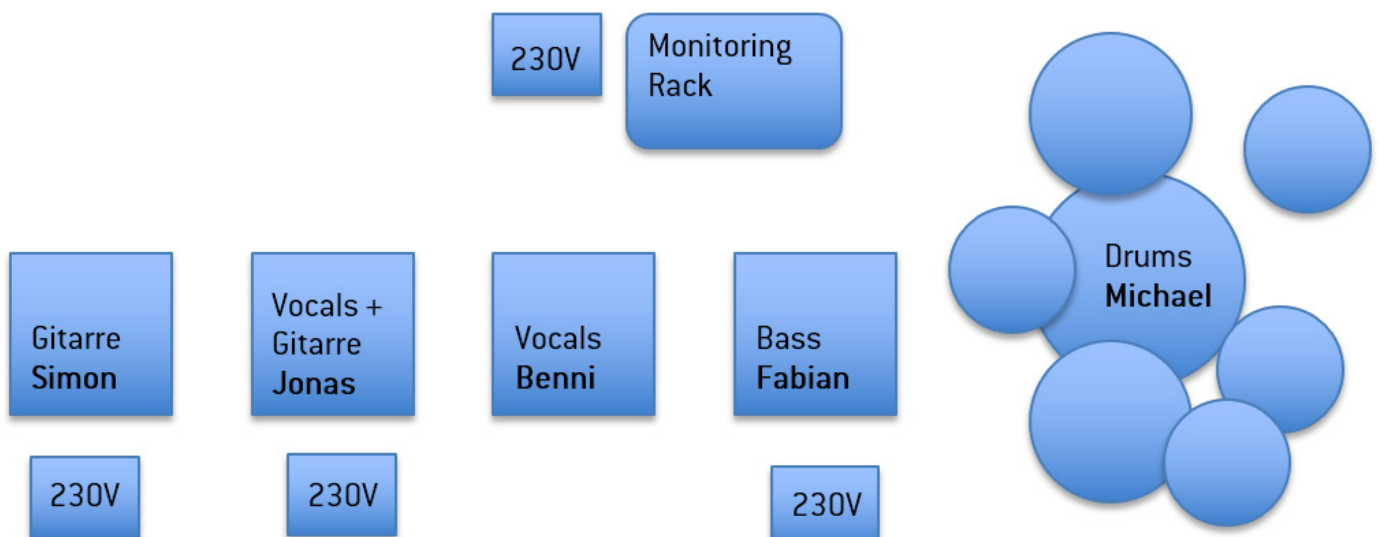 230V
Monitoring
Rack
Gitarre
Simon
Vocals +
Gitarre
Jonas
Vocals
Benni
Bass
Fabian
Drums
Michael
230V
230V
230V